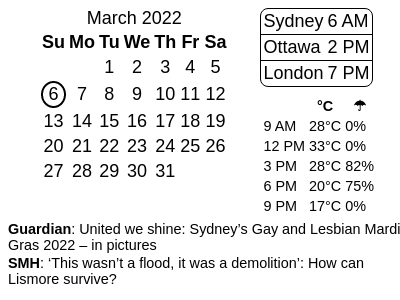 March 2022
Su Mo Tu We Th Fr Sa
1 2 3 4 5
6 7 8 9 10 11 12
13 14 15 16 17 18 19
20 21 22 23 24 25 26
27 28 29 30 31
Sydney 6 AM
Ottawa 2 PM
London 7 PM
°C ☂
9 AM 28°C 0%
12 PM 33°C 0%
3 PM 28°C 82%
6 PM 20°C 75%
9 PM 17°C 0%
Guardian: United we shine: Sydney's Gay and Lesbian Mardi
Gras 2022 – in pictures
SMH: ‘This wasn’t a flood, it was a demolition’: How can
Lismore survive?